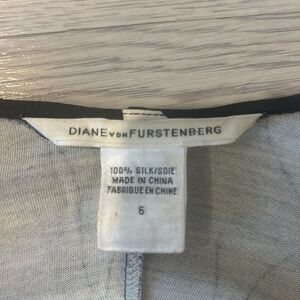 DIANE VON FURSTENBERG
100% SILK/SOIE
MADE IN CHINA
FABRIQUE EN CHINE
6